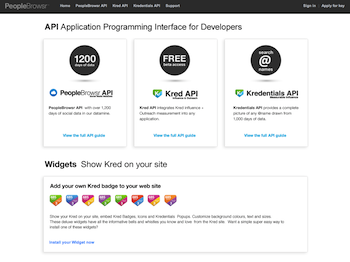 PeopleBrowsr
Home PeopleBrowsr API Kred API Kredentials API Support Sign in Apply for key
API Application Programming Interface for Developers
1200
days of data
FREE
beta access
search
@
names
PeopleBrowsr API
Kred API
Kredentials API
PeopleBrowsr API with over 1,000
days of social data in our datamine.
Kred API integrates Kred Influence +
Outreach measurement into any
application.
Kredentials API provides a complete
picture of any @name drawn from
1,000 days of data.
View the full API guide
View the full API guide
View the full API guide
Widgets Show Kred on your site
Add your own Kred badge to your web site
Show your Kred on your site, embed Kred Badges, Icons and Kredentials Popups. Customize background colours, text and sizes.
These deluxe widgets have all the informative bells and whistles you know and love from the Kred site. Want a simple super easy way to
install one of these widgets?
Install your Widget now